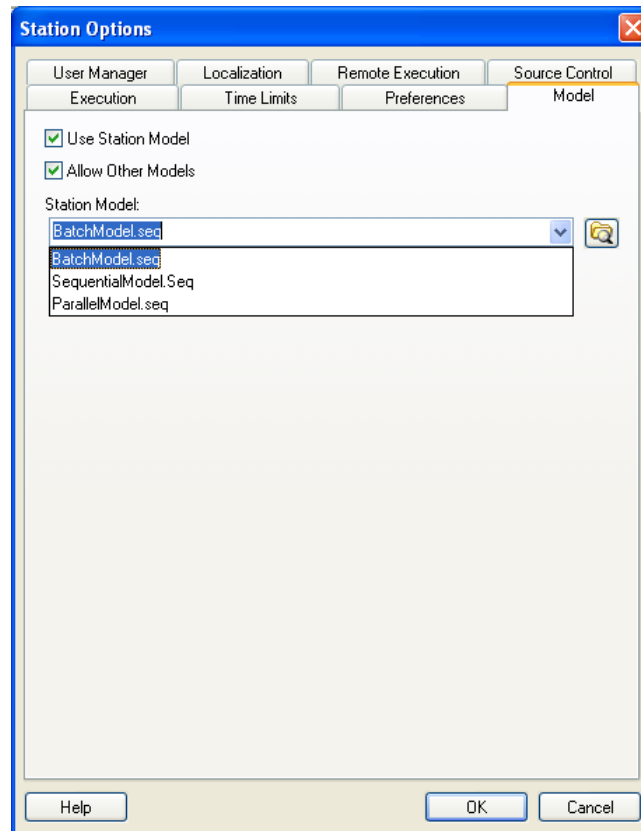 Station Options
User Manager
Localization
Remote Execution
Source Control
Execution
Time Limits
Preferences
Model
Use Station Model
Allow Other Models
Station Model:
BatchModel.seq
BatchModel.seq
SequentialModel.Seq
ParallelModel.seq
Help
OK
Cancel